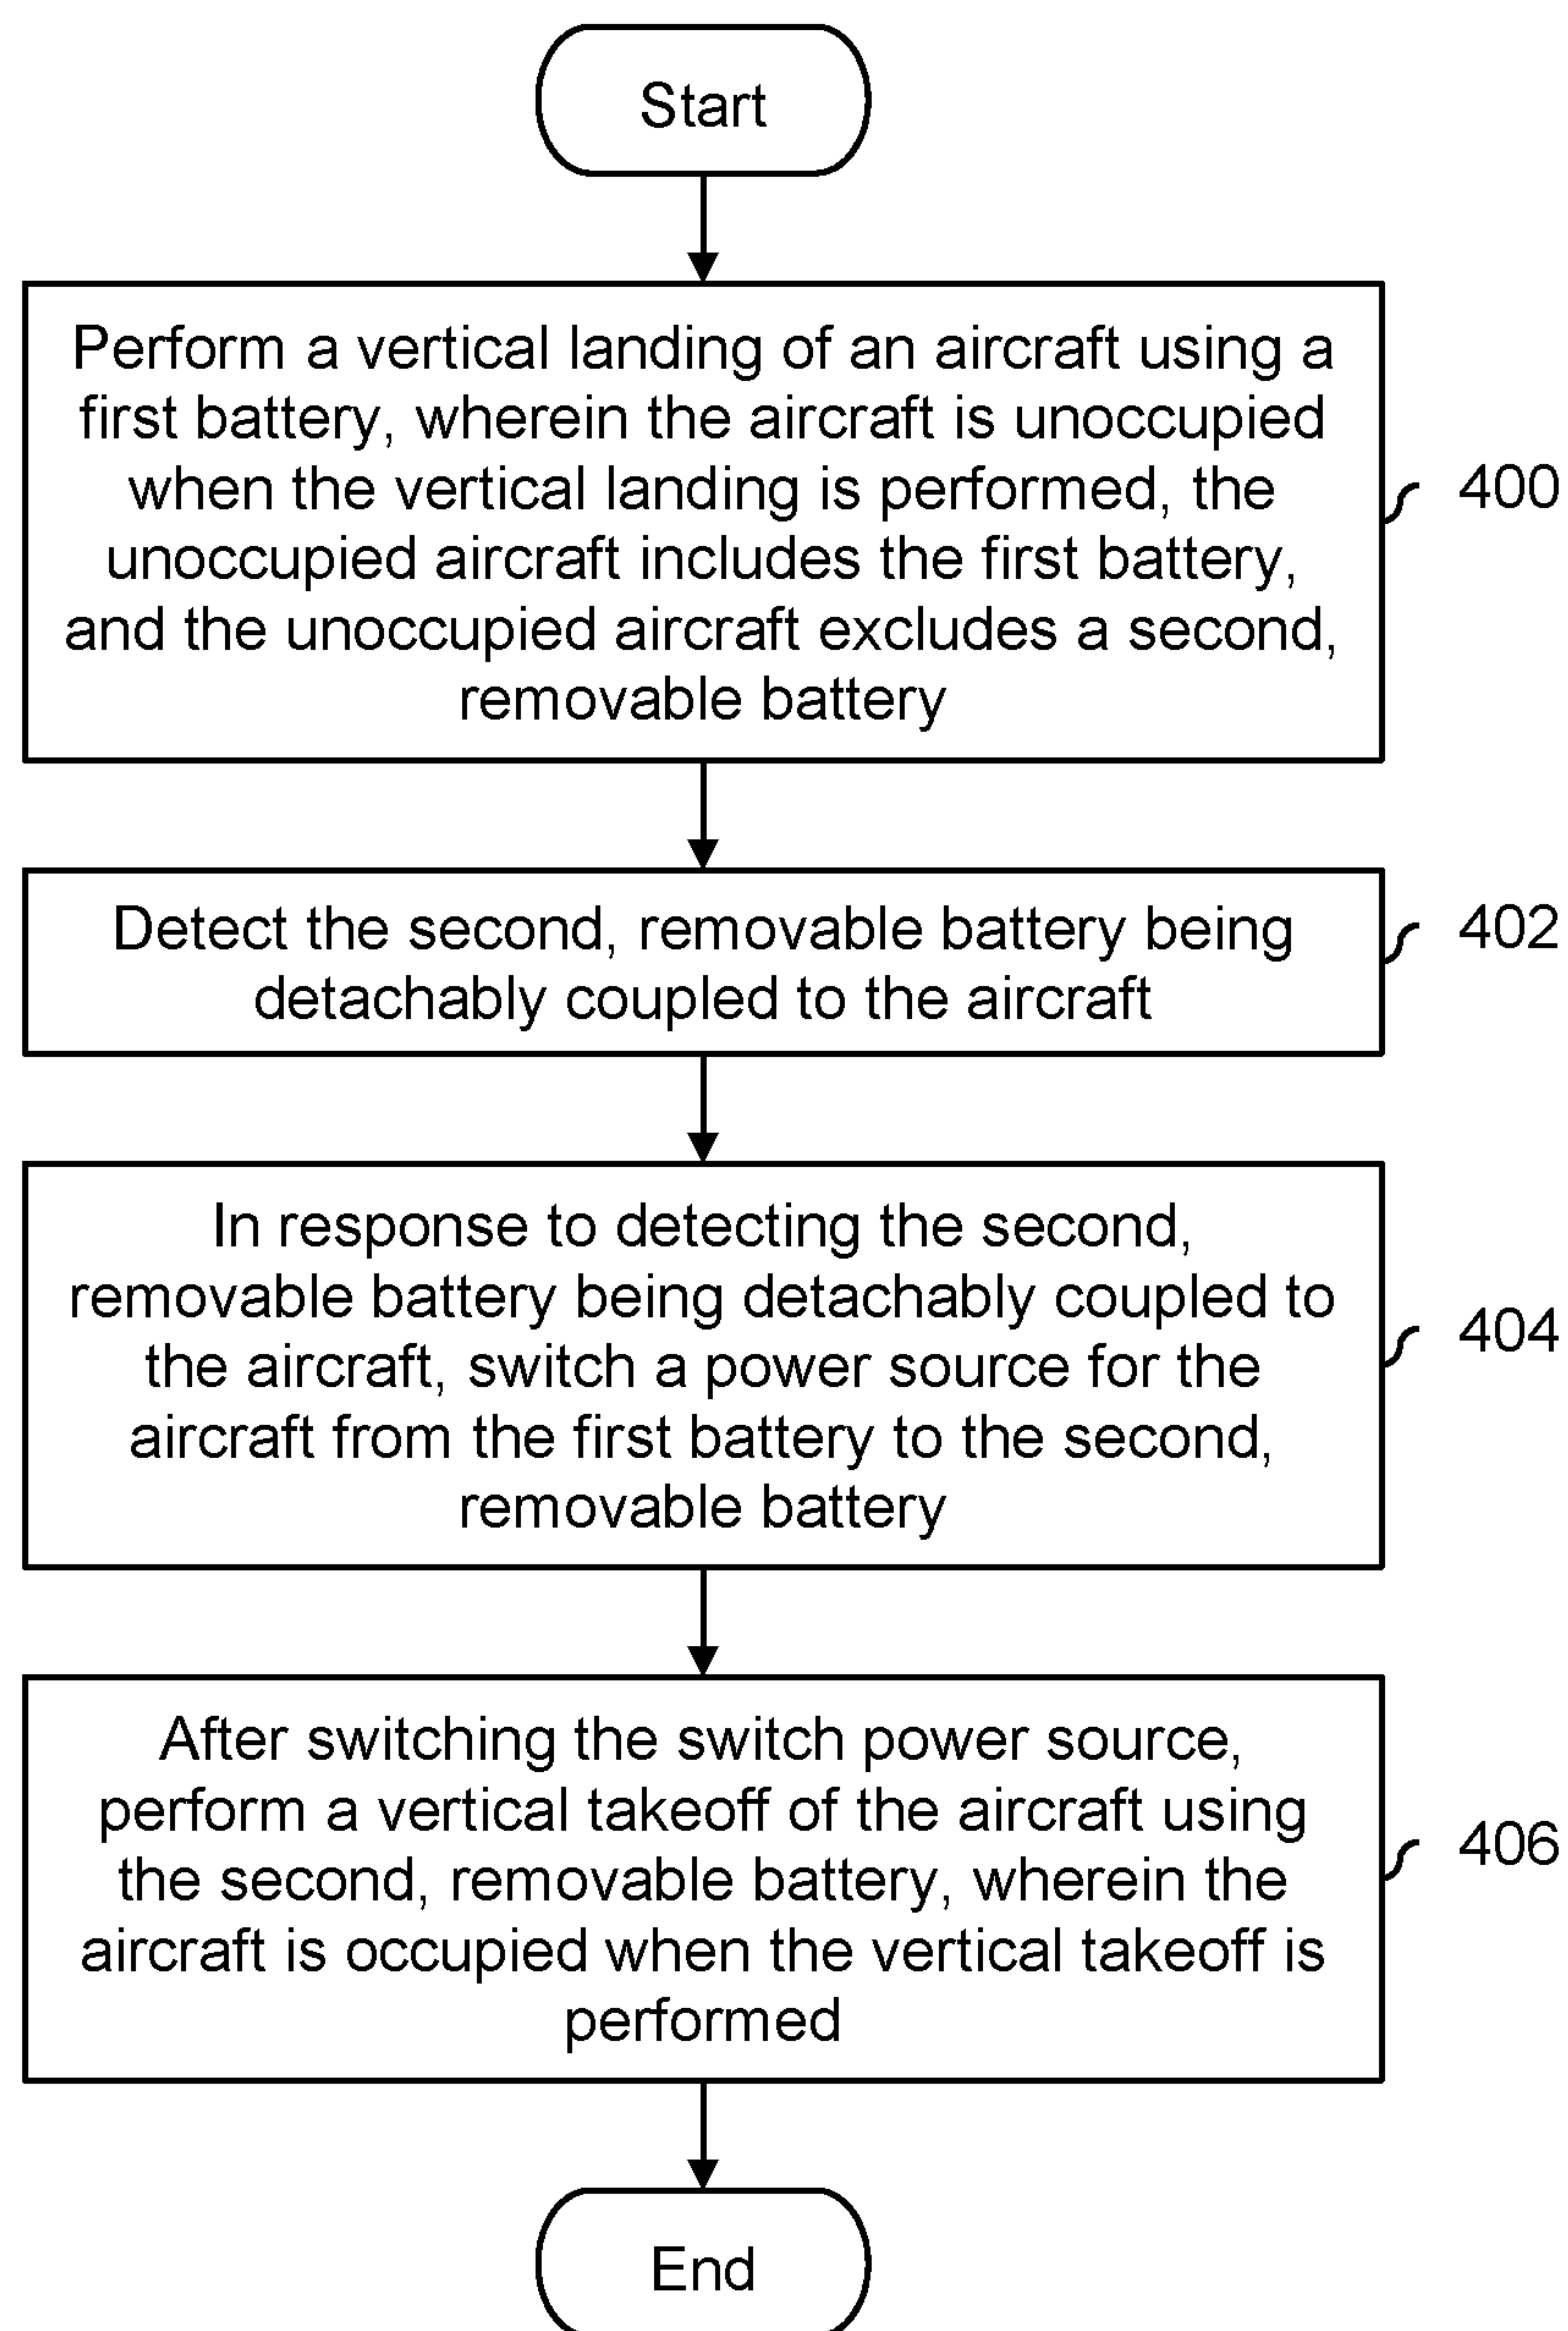 Start
Perform a vertical landing of an aircraft using a
first battery, wherein the aircraft is unoccupied
when the vertical landing is performed, the
unoccupied aircraft includes the first battery,
and the unoccupied aircraft excludes a second,
removable battery
400
Detect the second, removable battery being
detachably coupled to the aircraft
402
In response to detecting the second,
removable battery being detachably coupled to
the aircraft, switch a power source for the
aircraft from the first battery to the second,
removable battery
404
After switching the switch power source,
perform a vertical takeoff of the aircraft using
the second, removable battery, wherein the
aircraft is occupied when the vertical takeoff is
performed
406
End